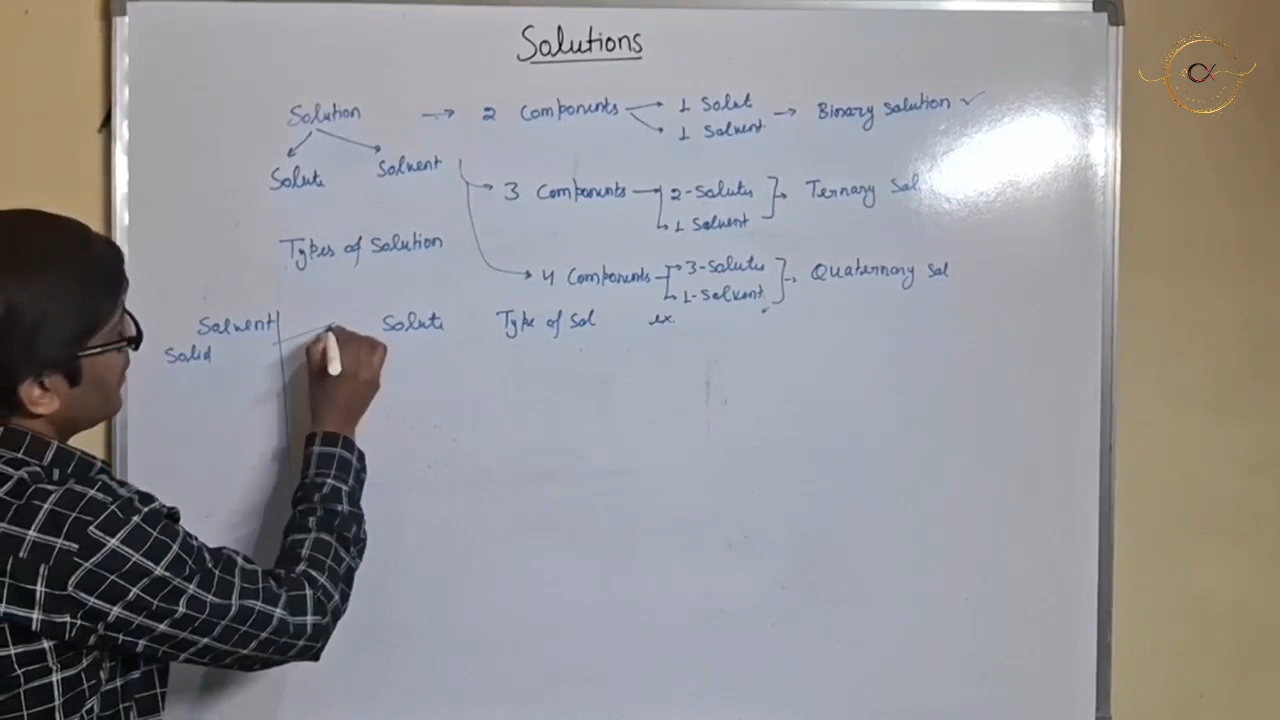 Solutions
Solution → 2 Components → 1 Solut
→ 1 Solvent → Binary Solution ✓
Solute Solvent
→ 3 Components → 2-Solutes
1 Solvent → Ternary Sol
Types of Solution
→ 4 Components → 3-Solutes
1-Solvent → Quaternary Sol
Solvent Solute Type of Sol ex.
Solid